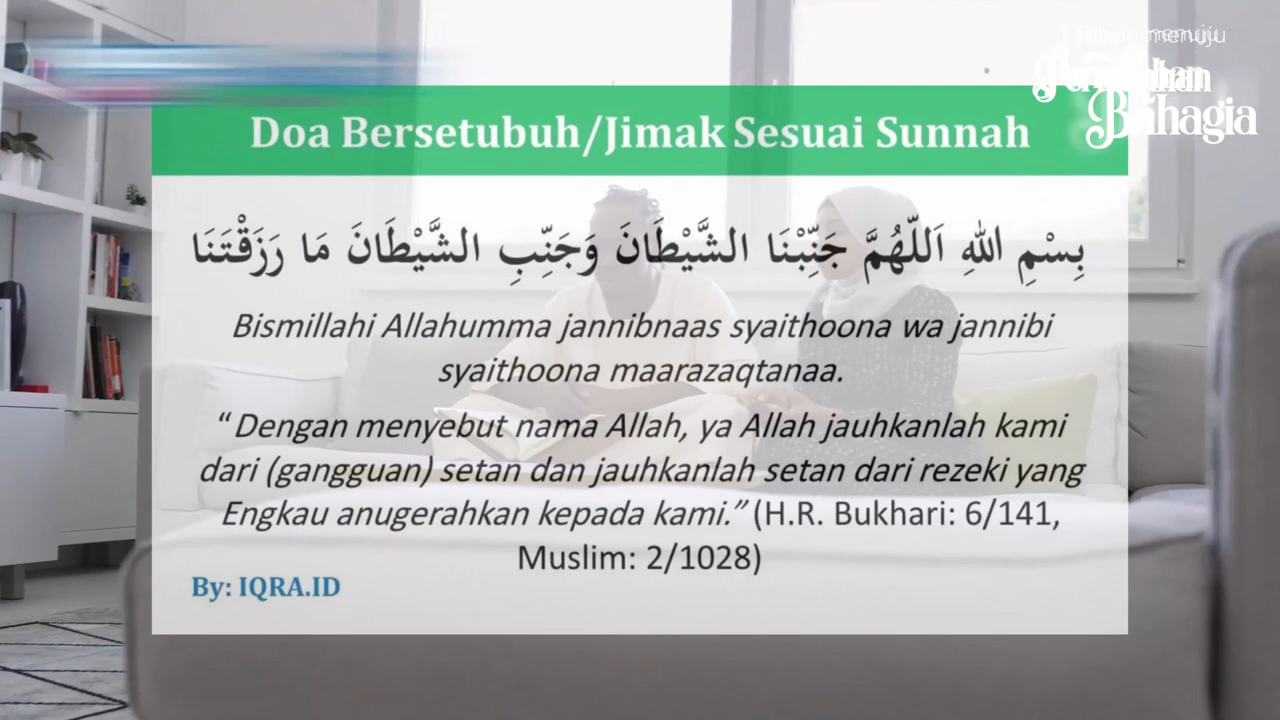 menuju
Bahagia
Doa Bersetubuh/Jimak Sesuai Sunnah
بِسْمِ اللهِ اَللّٰهُمَّ جَنِّبْنَا الشَّيْطَانَ وَجَنِّبِ الشَّيْطَانَ مَا رَزَقْتَنَا
Bismillahi Allahumma jannibnaas syaithoona wa jannibi
syaithoona maarazaqtanaa.
“Dengan menyebut nama Allah, ya Allah jauhkanlah kami
dari (gangguan) setan dan jauhkanlah setan dari rezeki yang
Engkau anugerahkan kepada kami.” (H.R. Bukhari: 6/141,
Muslim: 2/1028)
By: IQRA.ID